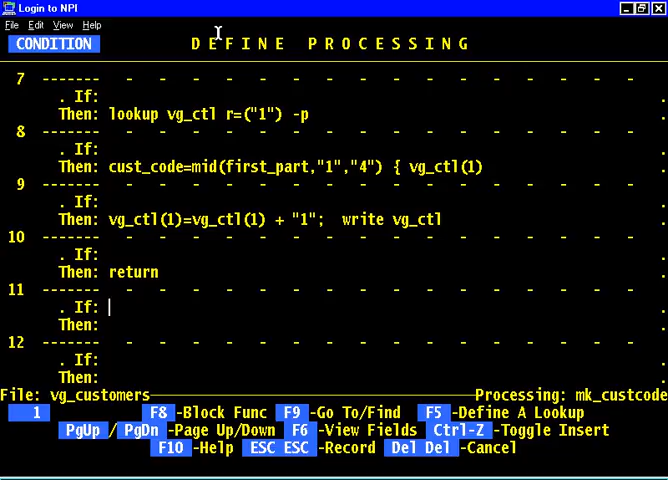 Login to NPI
File Edit View Help
CONDITION DEFINE PROCESSING
7 ------- - - - - - - - - - - - - - - -
. If: .
Then: lookup vg_ctl r=("1") -p
8 ------- - - - - - - - - - - - - - - -
. If: .
Then: cust_code=mid(first_part,"1","4") { vg_ctl(1)
9 ------- - - - - - - - - - - - - - - -
. If: .
Then: vg_ctl(1)=vg_ctl(1) + "1"; write vg_ctl
10 ------- - - - - - - - - - - - - - - -
. If: .
Then: return
11 ------- - - - - - - - - - - - - - - -
. If: .
Then:
12 ------- - - - - - - - - - - - - - - -
. If: .
Then: .
File: vg_customers Processing: mk_custcode
1 F8-Block Func F9-Go To/Find F5-Define A Lookup
PgUp/PgDn-Page Up/Down F6-View Fields Ctrl-Z-Toggle Insert
F10-Help ESC ESC-Record Del Del-Cancel